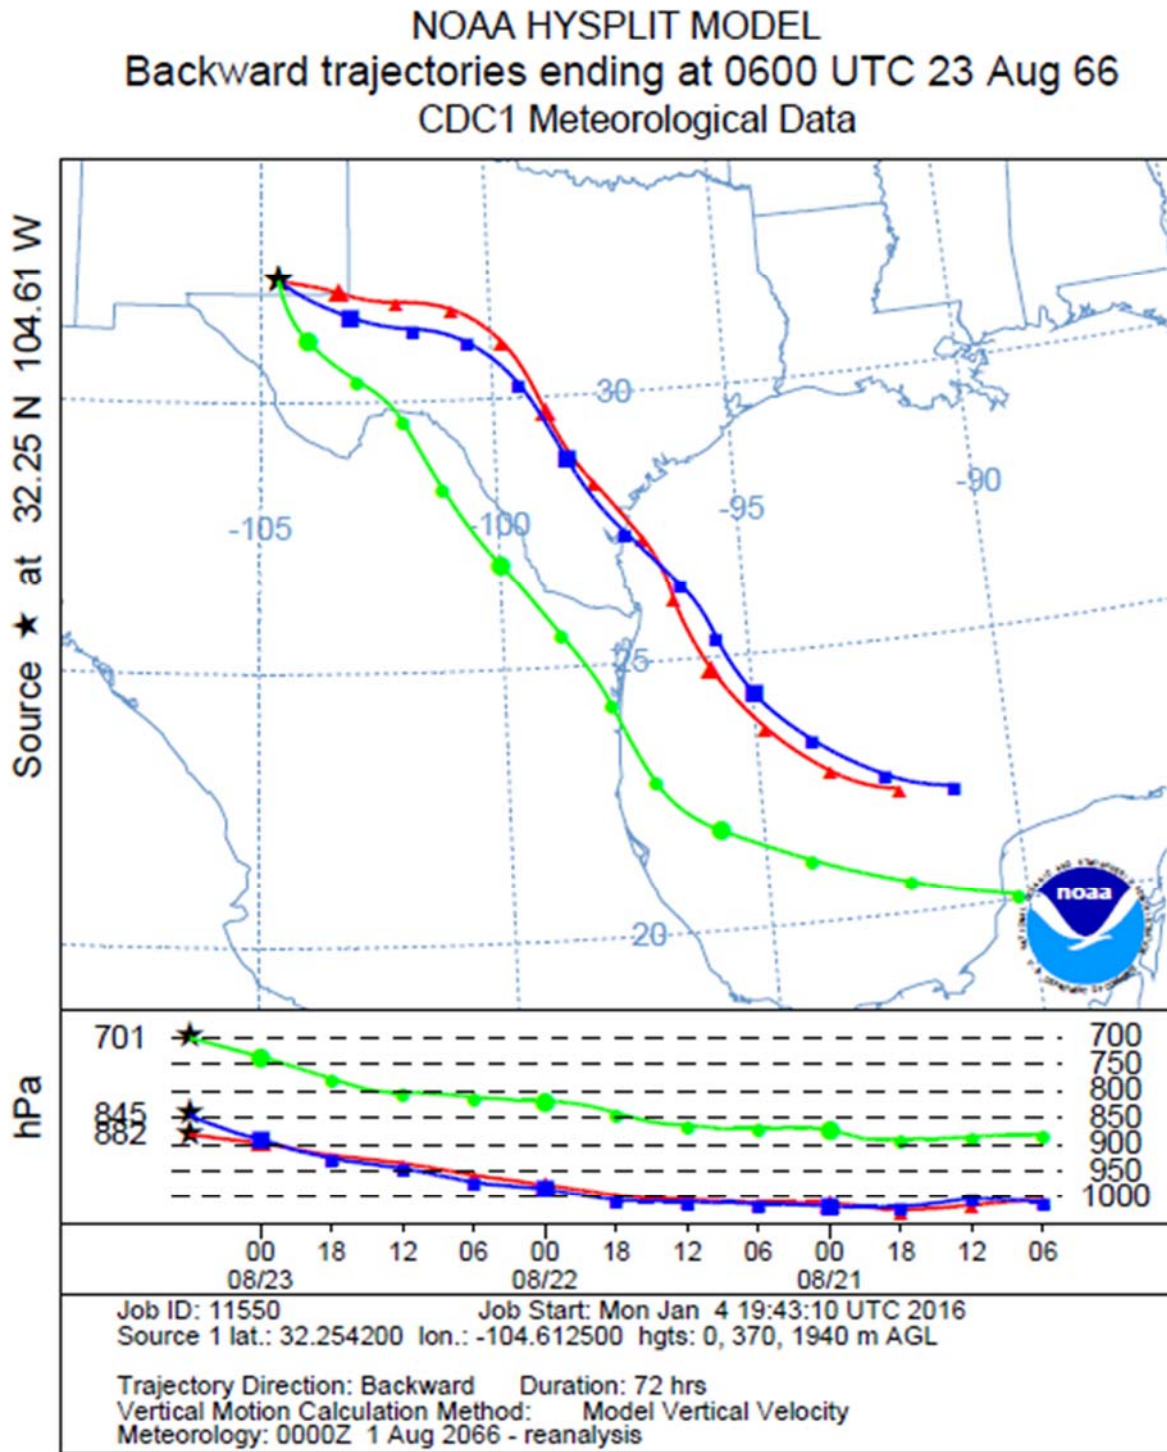 NOAA HYSPLIT MODEL
Backward trajectories ending at 0600 UTC 23 Aug 66
CDC1 Meteorological Data
Source ★ at 32.25 N 104.61 W
30
-90
-95
-100
-105
25
20
noaa
hPa
701
845
882
700
750
800
850
900
950
1000
00 18 12 06 00 18 12 06 00 18 12 06
08/23 08/22 08/21
Job ID: 11550 Job Start: Mon Jan 4 19:43:10 UTC 2016
Source 1 lat.: 32.254200 lon.: -104.612500 hgts: 0, 370, 1940 m AGL
Trajectory Direction: Backward Duration: 72 hrs
Vertical Motion Calculation Method: Model Vertical Velocity
Meteorology: 0000Z 1 Aug 2066 - reanalysis